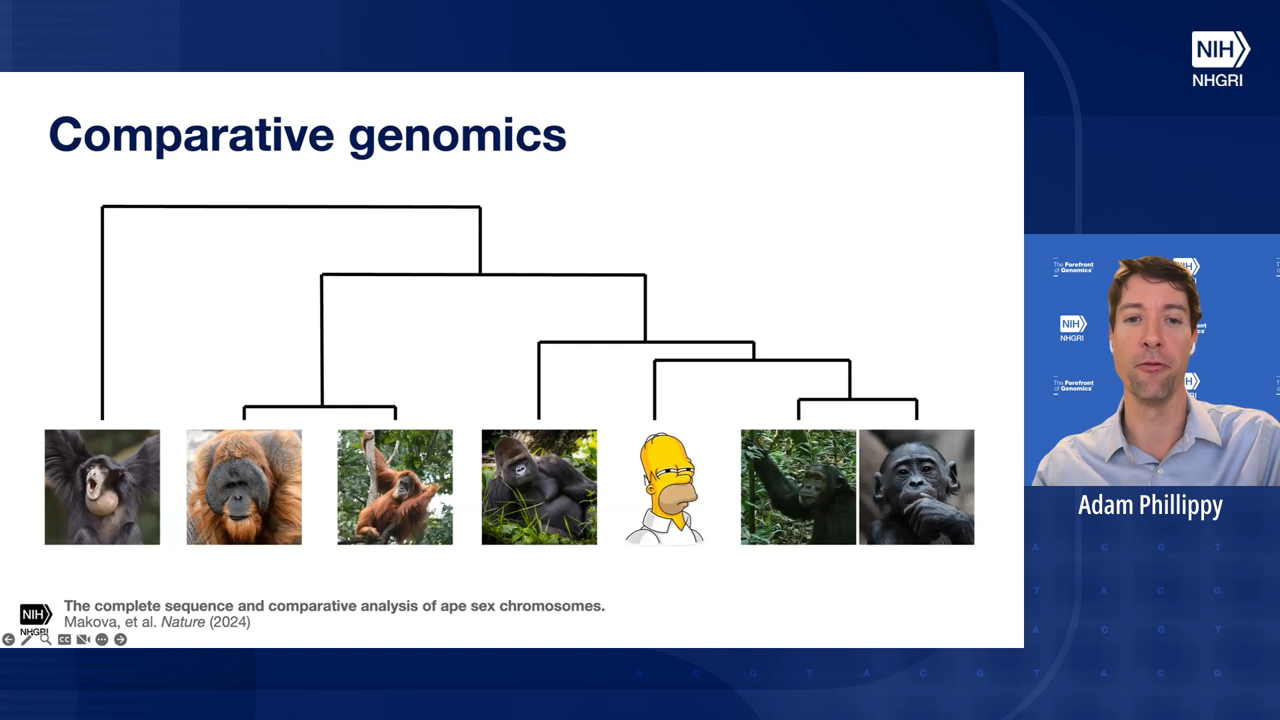 NIH
NHGRI
Comparative genomics
The Forefront
of Genomics
NIH
NHGRI
The Forefront
of Genomics
Adam Phillippy
The complete sequence and comparative analysis of ape sex chromosomes.
Makova, et al. Nature (2024)
NIH
NHGRI
CC
A C G T
A C G T
A C G T
A C G T A C G T A C G